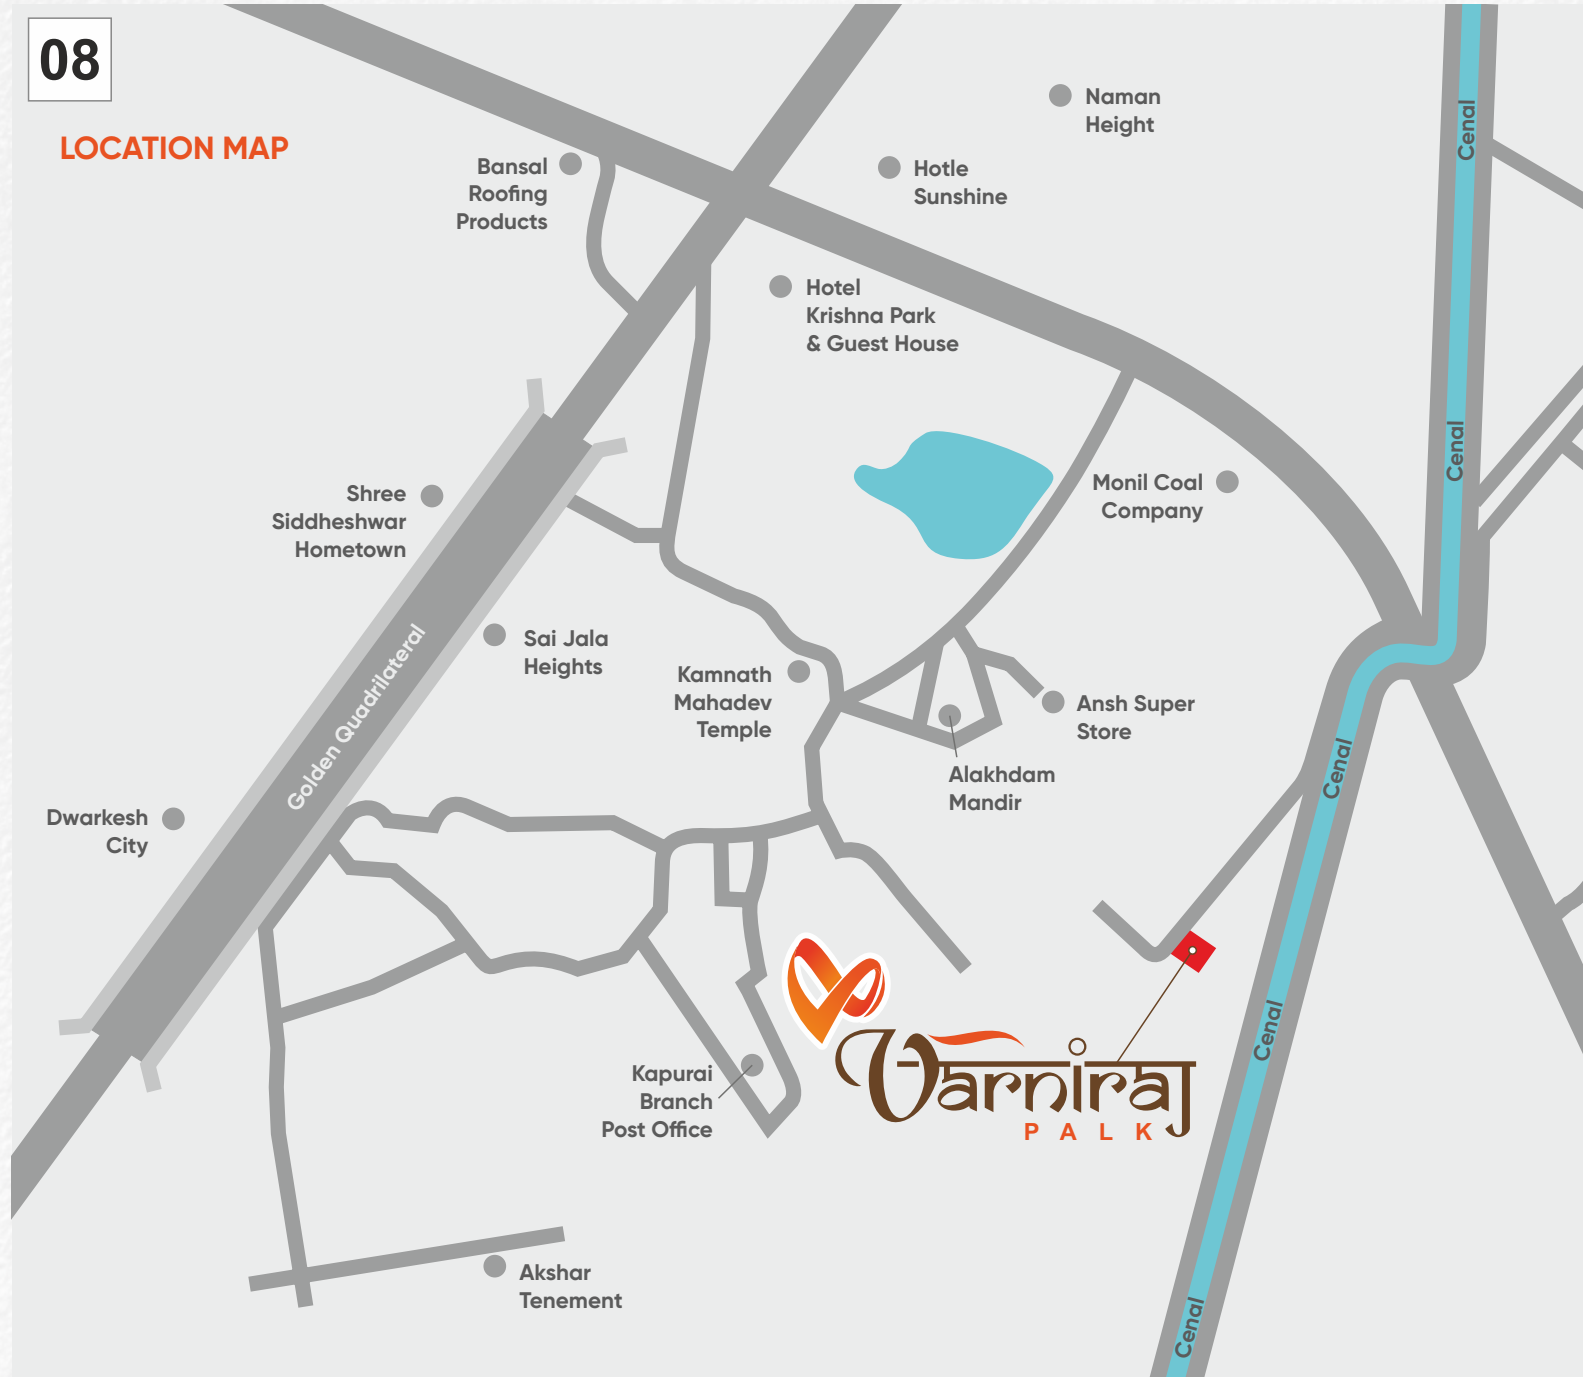 08
LOCATION MAP
Naman
Height
Bansal
Roofing
Products
Hotle
Sunshine
Hotel
Krishna Park
& Guest House
Cenal
Cenal
Monil Coal
Company
Shree
Siddheshwar
Hometown
Sai Jala
Heights
Golden Quadrilateral
Kamnath
Mahadev
Temple
Ansh Super
Store
Alakhdam
Mandir
Cenal
Dwarkesh
City
Cenal
Varniraj
PALK
Kapurai
Branch
Post Office
Akshar
Tenement
Cenal